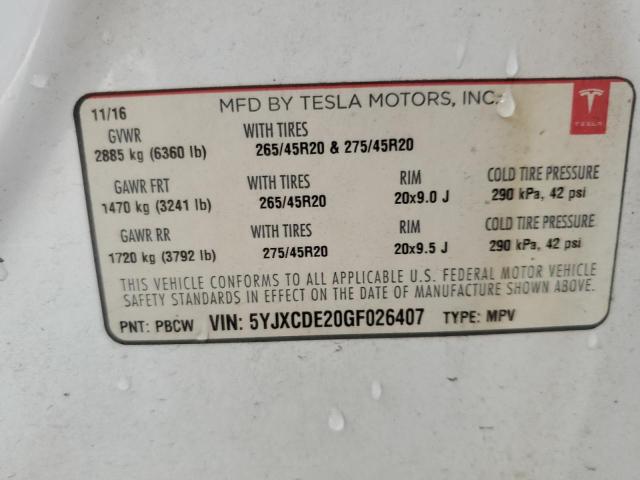 11/16 MFD BY TESLA MOTORS, INC.
TESLA
GVWR WITH TIRES
2885 kg (6360 lb) 265/45R20 & 275/45R20
GAWR FRT WITH TIRES RIM COLD TIRE PRESSURE
1470 kg (3241 lb) 265/45R20 20x9.0 J 290 kPa, 42 psi
GAWR RR WITH TIRES RIM COLD TIRE PRESSURE
1720 kg (3792 lb) 275/45R20 20x9.5 J 290 kPa, 42 psi
THIS VEHICLE CONFORMS TO ALL APPLICABLE U.S. FEDERAL MOTOR VEHICLE
SAFETY STANDARDS IN EFFECT ON THE DATE OF MANUFACTURE SHOWN ABOVE.
PNT: PBCW VIN: 5YJXCDE20GF026407 TYPE: MPV